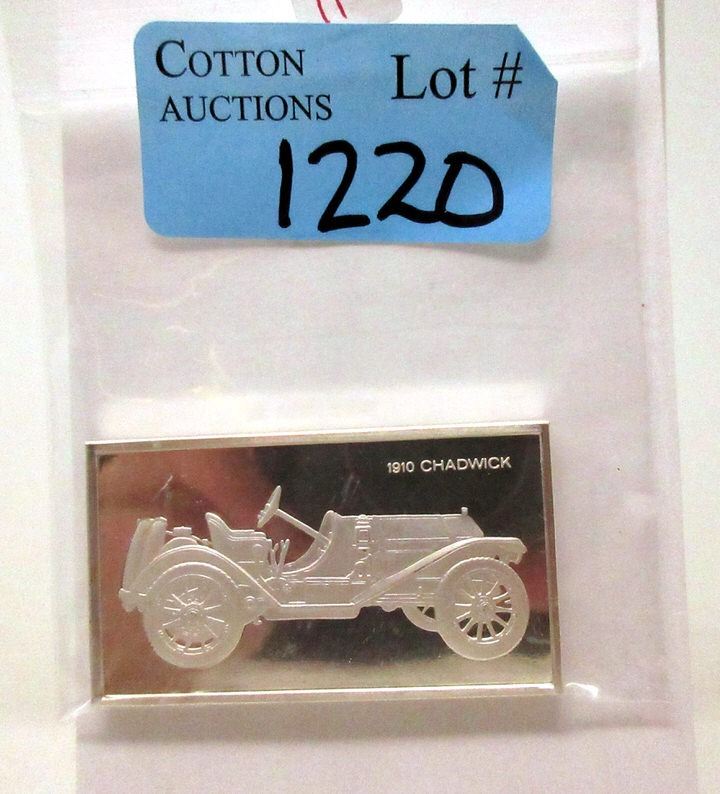 COTTON
AUCTIONS
Lot #
1220
1910 CHADWICK